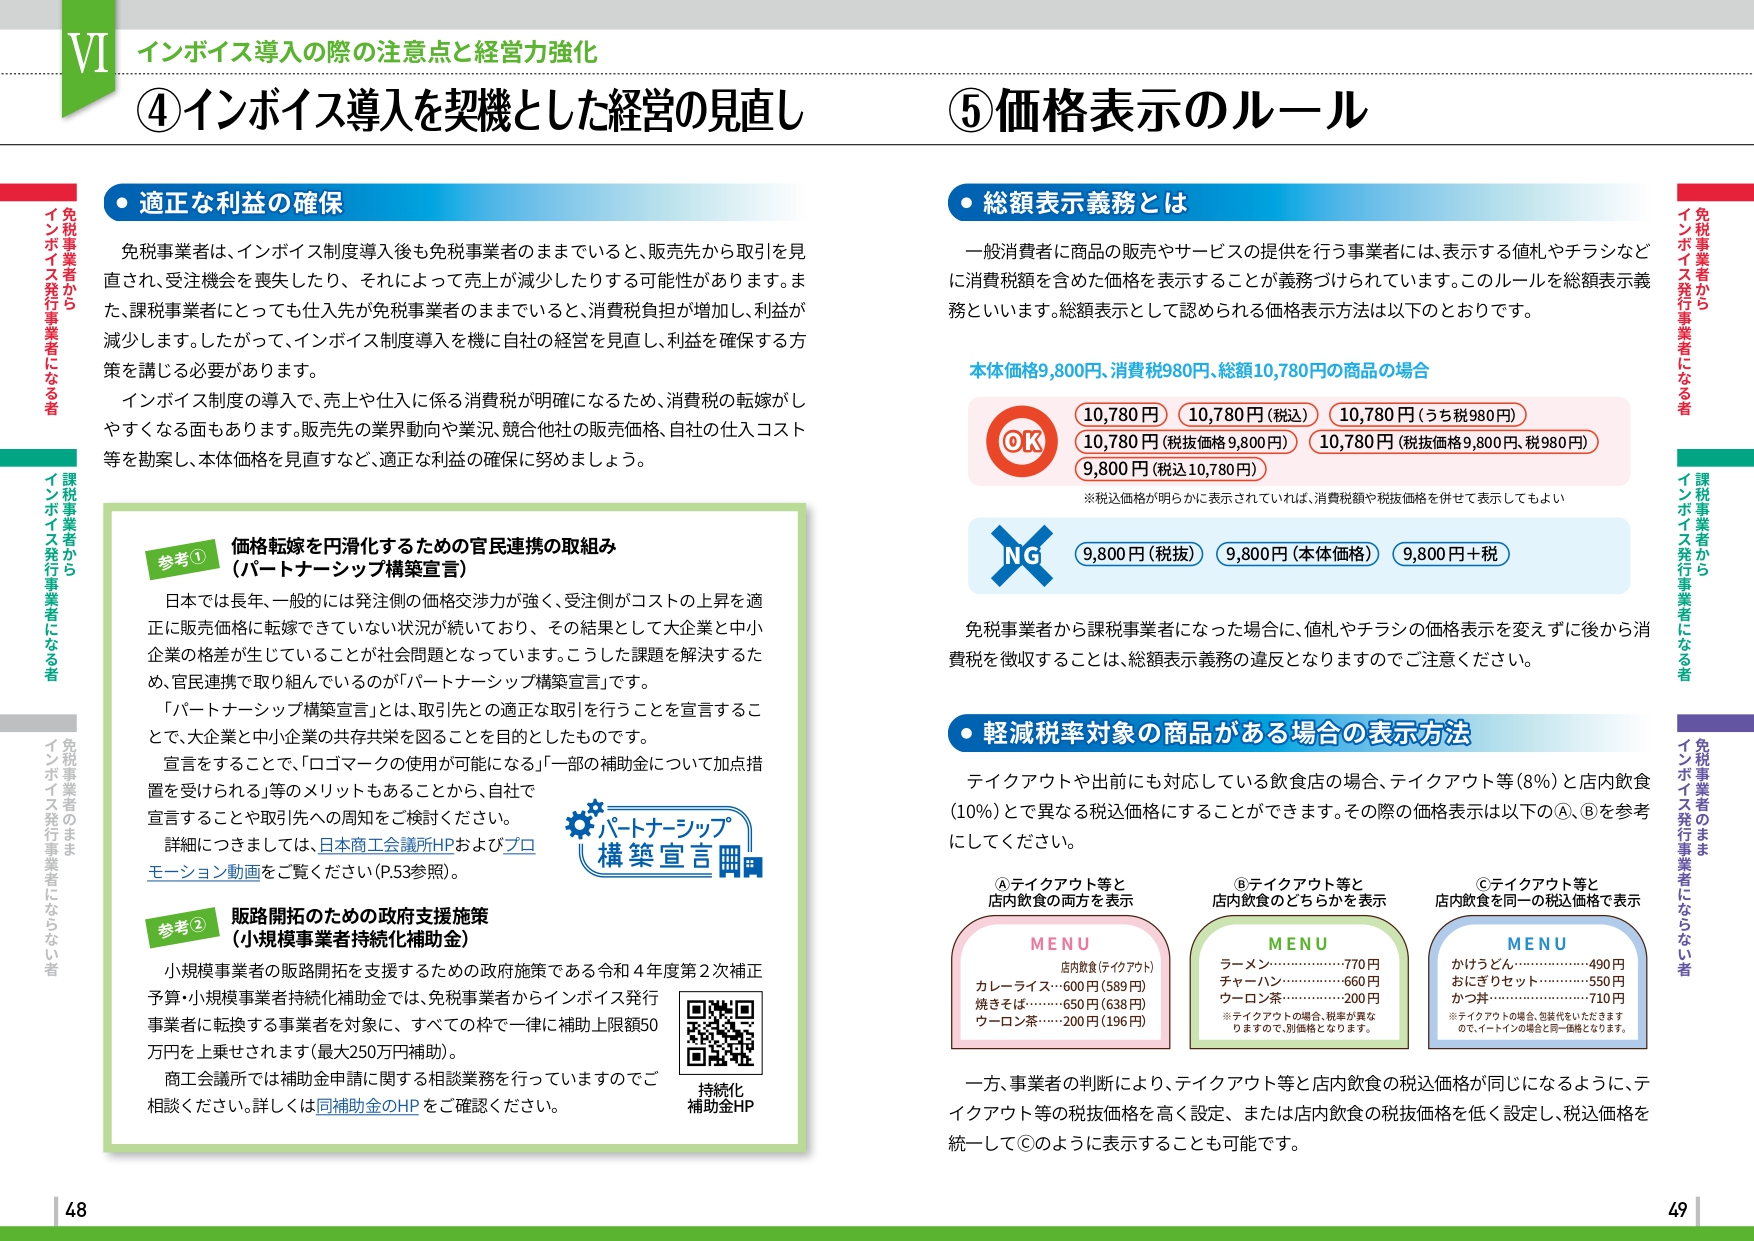 VI
インボイス導入の際の注意点と経営力強化
④インボイス導入を契機とした経営の見直し
免税事業者から
インボイス発行事業者になる者
課税事業者から
インボイス発行事業者になる者
免税事業者のまま
インボイス発行事業者にならない者
● 適正な利益の確保
免税事業者は、インボイス制度導入後も免税事業者のままでいると、販売先から取引を見
直され、受注機会を喪失したり、それによって売上が減少したりする可能性があります。ま
た、課税事業者にとっても仕入先が免税事業者のままでいると、消費税負担が増加し、利益が
減少します。したがって、インボイス制度導入を機に自社の経営を見直し、利益を確保する方
策を講じる必要があります。
インボイス制度の導入で、売上や仕入に係る消費税が明確になるため、消費税の転嫁がし
やすくなる面もあります。販売先の業界動向や業況、競合他社の販売価格、自社の仕入コスト
等を勘案し、本体価格を見直すなど、適正な利益の確保に努めましょう。
参考①
価格転嫁を円滑化するための官民連携の取組み
（パートナーシップ構築宣言）
日本では長年、一般的には発注側の価格交渉力が強く、受注側がコストの上昇を適
正に販売価格に転嫁できていない状況が続いており、その結果として大企業と中小
企業の格差が生じていることが社会問題となっています。こうした課題を解決するた
め、官民連携で取り組んでいるのが「パートナーシップ構築宣言」です。
「パートナーシップ構築宣言」とは、取引先との適正な取引を行うことを宣言するこ
とで、大企業と中小企業の共存共栄を図ることを目的としたものです。
宣言をすることで、「ロゴマークの使用が可能になる」「一部の補助金について加点措
置を受けられる」等のメリットもあることから、自社で
宣言することや取引先への周知をご検討ください。
詳細につきましては、日本商工会議所HPおよびプロ
モーション動画をご覧ください（P.53参照）。
パートナーシップ
構築宣言
参考②
販路開拓のための政府支援施策
（小規模事業者持続化補助金）
小規模事業者の販路開拓を支援するための政府施策である令和４年度第２次補正
予算・小規模事業者持続化補助金では、免税事業者からインボイス発行
事業者に転換する事業者を対象に、すべての枠で一律に補助上限額50
万円を上乗せされます（最大250万円補助）。
商工会議所では補助金申請に関する相談業務を行っていますのでご
相談ください。詳しくは同補助金のHP をご確認ください。
持続化
補助金HP
48
⑤価格表示のルール
● 総額表示義務とは
一般消費者に商品の販売やサービスの提供を行う事業者には、表示する値札やチラシなど
に消費税額を含めた価格を表示することが義務づけられています。このルールを総額表示義
務といいます。総額表示として認められる価格表示方法は以下のとおりです。
本体価格9,800円、消費税980円、総額10,780円の商品の場合
OK
10,780円 10,780円（税込） 10,780円（うち税980円）
10,780円（税抜価格9,800円） 10,780円（税抜価格9,800円、税980円）
9,800円（税込10,780円）
※税込価格が明らかに表示されていれば、消費税額や税抜価格を併せて表示してもよい
NG
9,800円（税抜） 9,800円（本体価格） 9,800円＋税
免税事業者から課税事業者になった場合に、値札やチラシの価格表示を変えずに後から消
費税を徴収することは、総額表示義務の違反となりますのでご注意ください。
● 軽減税率対象の商品がある場合の表示方法
テイクアウトや出前にも対応している飲食店の場合、テイクアウト等（8%）と店内飲食
（10%）とで異なる税込価格にすることができます。その際の価格表示は以下のⒶ、Ⓑを参考
にしてください。
Ⓐテイクアウト等と
店内飲食の両方を表示
MENU
店内飲食（テイクアウト）
カレーライス…600円（589円）
焼きそば………650円（638円）
ウーロン茶……200円（196円）
Ⓑテイクアウト等と
店内飲食のどちらかを表示
MENU
ラーメン………………770円
チャーハン……………660円
ウーロン茶……………200円
※テイクアウトの場合、税率が異な
りますので、別価格となります。
Ⓒテイクアウト等と
店内飲食を同一の税込価格で表示
MENU
かけうどん………………490円
おにぎりセット…………550円
かつ丼……………………710円
※テイクアウトの場合、包装代をいただきます
ので、イートインの場合と同一価格となります。
一方、事業者の判断により、テイクアウト等と店内飲食の税込価格が同じになるように、テ
イクアウト等の税抜価格を高く設定、または店内飲食の税抜価格を低く設定し、税込価格を
統一してⒸのように表示することも可能です。
免税事業者から
インボイス発行事業者になる者
課税事業者から
インボイス発行事業者になる者
免税事業者のまま
インボイス発行事業者にならない者
49